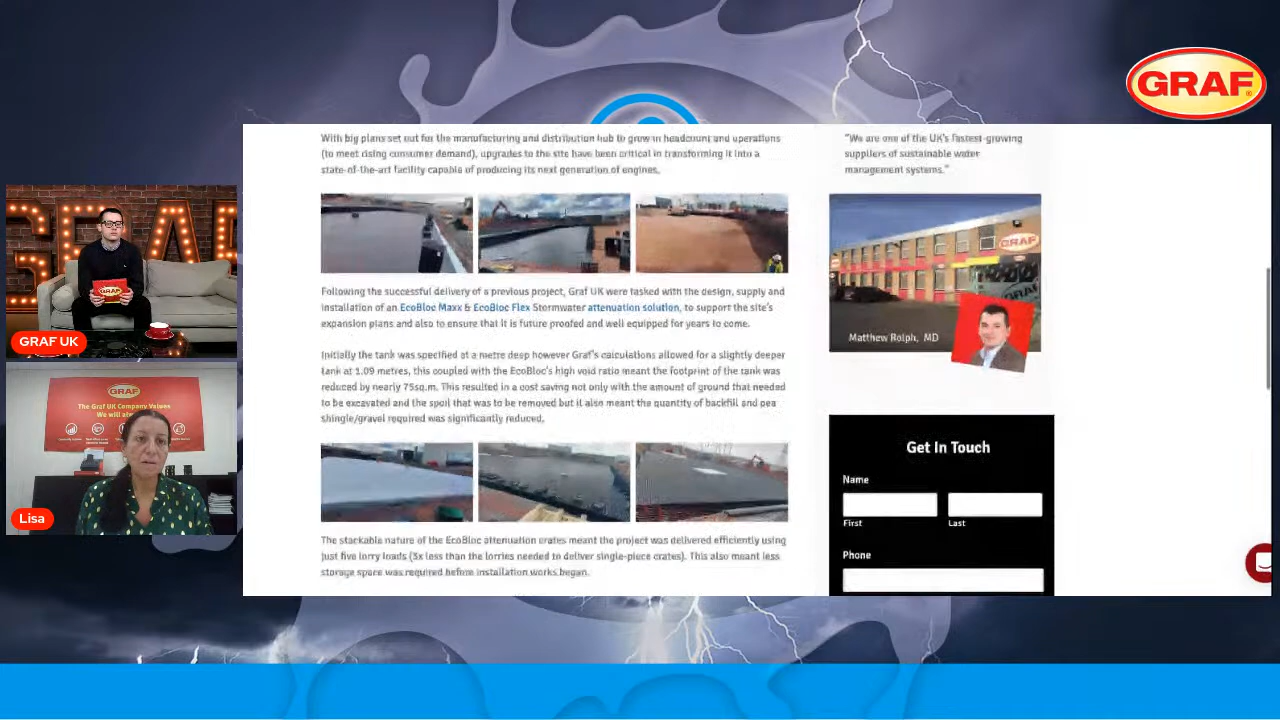 GRAF
With big plans set out for the manufacturing and distribution hub to grow in headcount and operations
(to meet rising consumer demand), upgrades to the site have been critical in transforming it into a
state-of-the-art facility capable of producing its next generation of engines.
Following the successful delivery of a previous project, Graf UK were tasked with the design, supply and
installation of an EcoBloc Maxx & EcoBloc Flex Stormwater attenuation solution, to support the site's
expansion plans and also to ensure that it is future proofed and well equipped for years to come.
Initially the tank was specified at a metre deep however Graf's calculations allowed for a slightly deeper
tank at 1.09 metres, this coupled with the EcoBloc's high void ratio meant the footprint of the tank was
reduced by nearly 75sq.m. This resulted in a cost saving not only with the amount of ground that needed
to be excavated and the spoil that was to be removed but it also meant the quantity of backfill and pea
shingle/gravel required was significantly reduced.
The stackable nature of the EcoBloc attenuation crates meant the project was delivered efficiently using
just five lorry loads (3x less than the lorries needed to deliver single-piece crates). This also meant less
storage space was required before installation works began.
"We are one of the UK's fastest-growing
suppliers of sustainable water
management systems."
GRAF
GRAF
Matthew Rolph, MD
Get In Touch
Name
First Last
Phone
GRAF
GRAF
GRAF UK
GRAF
The Graf UK Company Values
Lisa